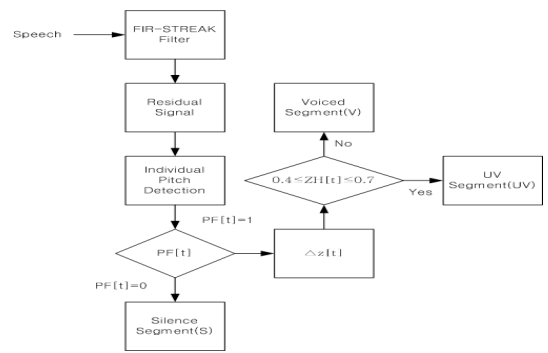 Speech
FIR-STREAK
Filter
Residual
Signal
Individual
Pitch
Detection
PF[t]=1
PF[t]
PF[t]=0
Silence
Segment(S)
△z[t]
0.4≤ZH[t]≤0.7
No
Voiced
Segment(V)
Yes
UV
Segment(UV)